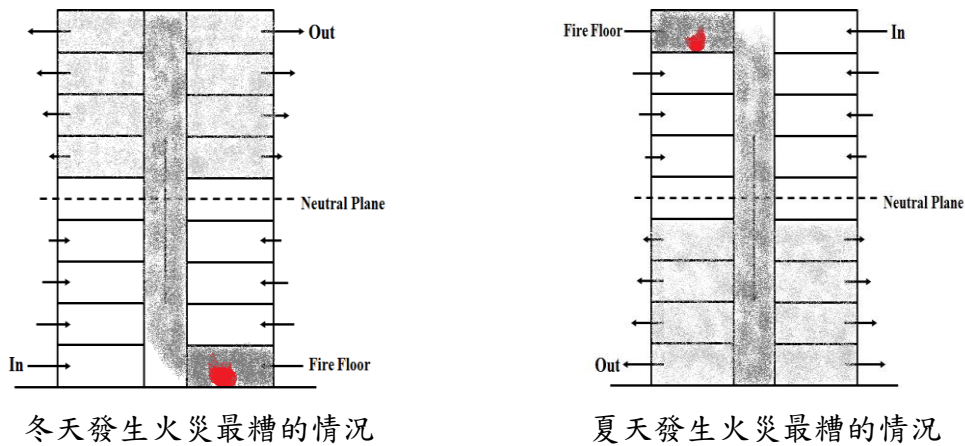 Out
Neutral Plane
In
Fire Floor
冬天發生火災最糟的情況
Fire Floor
In
Neutral Plane
Out
夏天發生火災最糟的情況